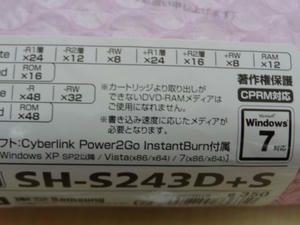 -R1層 -R2層 -RW +R1層 +R2層 +RW RAM
×24 ×12 ×8 ×24 ×16 ×8 ×12
ROM
×16
著作権保護
CPRM対応
-R -RW
×48 ×32
ROM
×48
※カートリッジより取り出しが
できないDVD-RAMメディアは
ご使用になれません。
※書き込み速度に応じたメディア
が必要となります。
Windows
7
対応
フト:Cyberlink Power2Go InstantBurn付属
Windows XP SP2以降/Vista(x86/x64)/7(x86/x64)
SH-S243D+S